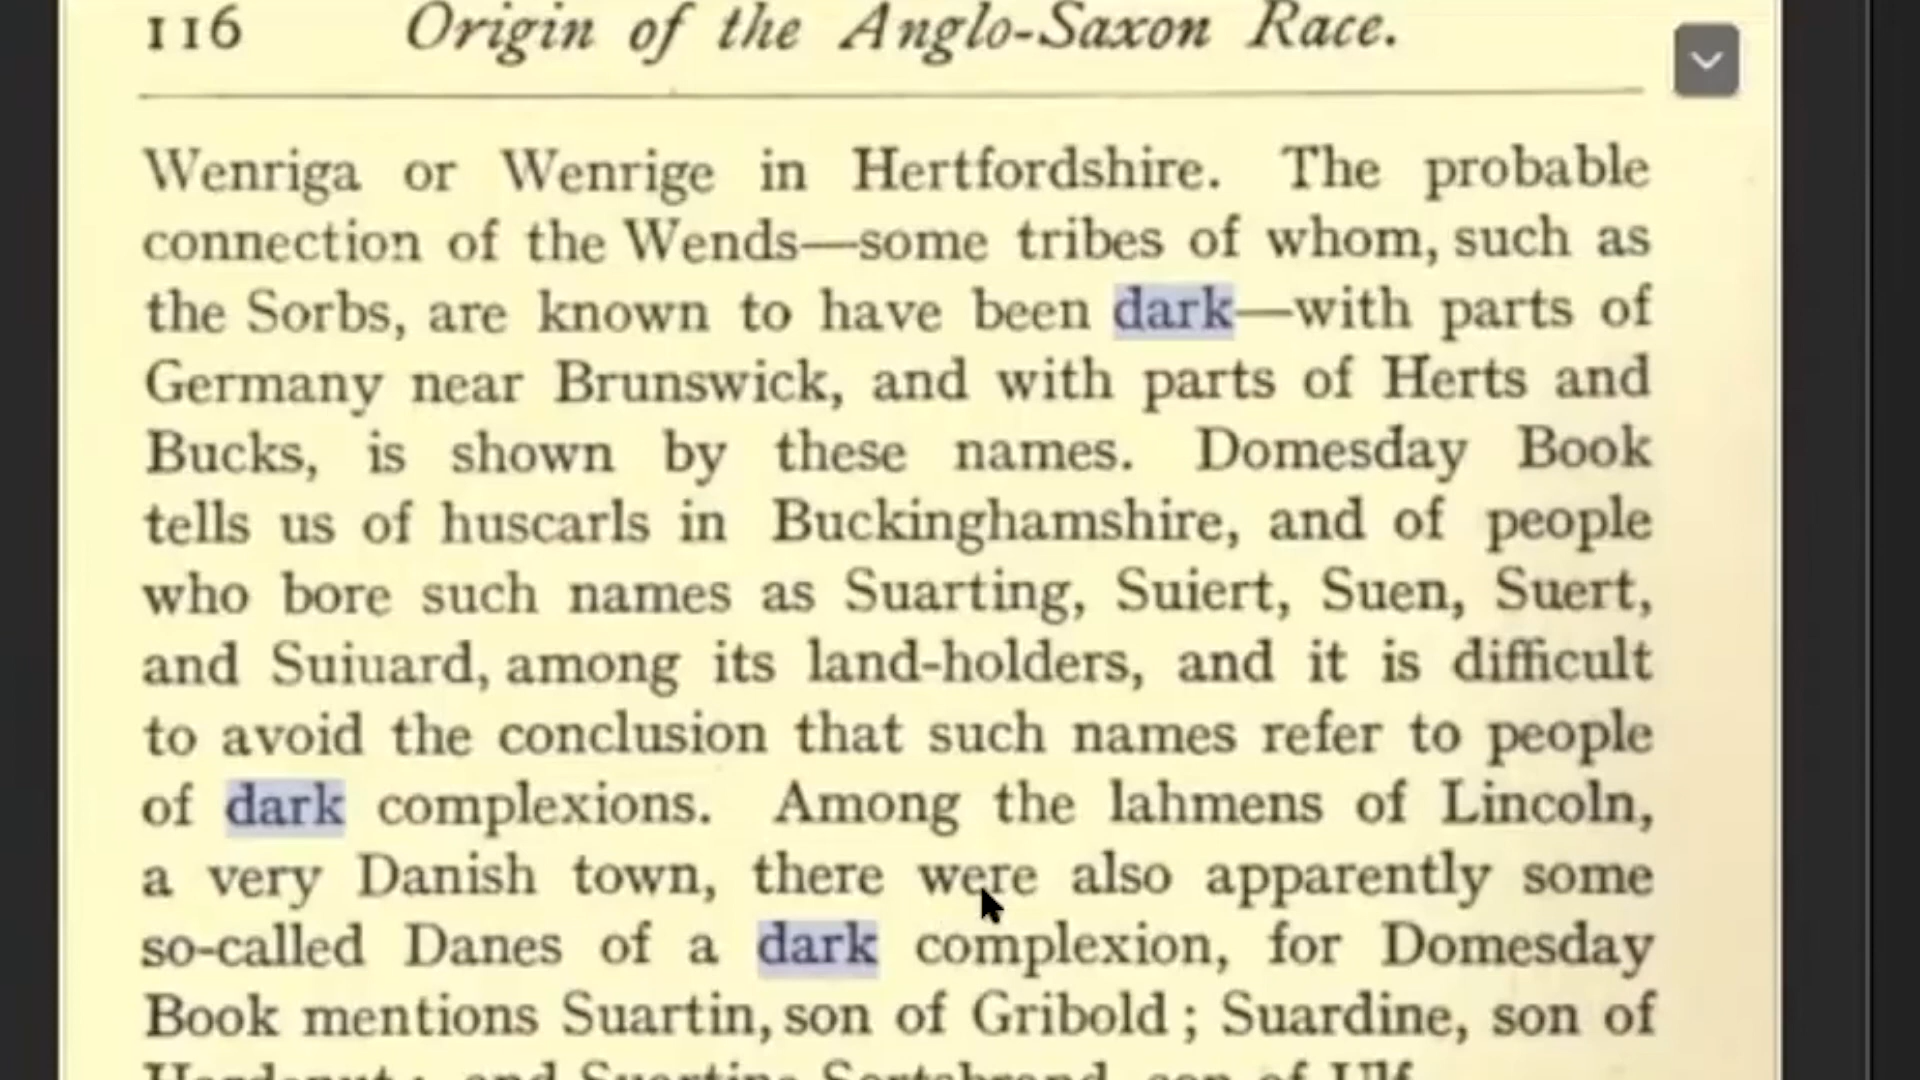 116 Origin of the Anglo-Saxon Race.
Wenriga or Wenrige in Hertfordshire. The probable
connection of the Wends—some tribes of whom, such as
the Sorbs, are known to have been dark—with parts of
Germany near Brunswick, and with parts of Herts and
Bucks, is shown by these names. Domesday Book
tells us of huscarls in Buckinghamshire, and of people
who bore such names as Suarting, Suiert, Suen, Suert,
and Suiuard, among its land-holders, and it is difficult
to avoid the conclusion that such names refer to people
of dark complexions. Among the lahmens of Lincoln,
a very Danish town, there were also apparently some
so-called Danes of a dark complexion, for Domesday
Book mentions Suartin, son of Gribold; Suardine, son of
and Sortebrand, son of Ulf